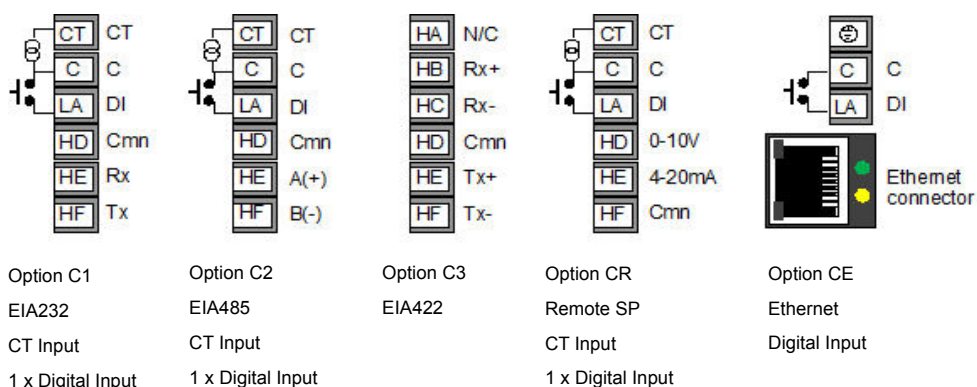 CT CT
C C
LA DI
HD Cmn
HE Rx
HF Tx
Option C1
EIA232
CT Input
1 x Digital Input
CT CT
C C
LA DI
HD Cmn
HE A(+)
HF B(-)
Option C2
EIA485
CT Input
1 x Digital Input
HA N/C
HB Rx+
HC Rx-
HD Cmn
HE Tx+
HF Tx-
Option C3
EIA422
CT CT
C C
LA DI
HD 0-10V
HE 4-20mA
HF Cmn
Option CR
Remote SP
CT Input
1 x Digital Input
C C
LA DI
Ethernet
connector
Option CE
Ethernet
Digital Input